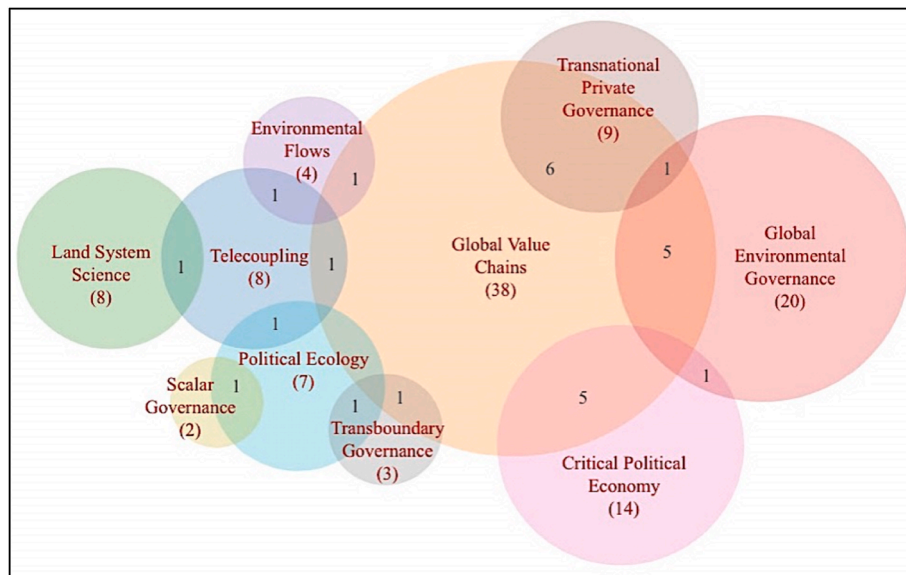 Transnational
Private
Governance
(9)
Environmental
Flows
(4)
1
1
6
1
Land System
Science
(8)
1
Telecoupling
(8)
1
Global Value
Chains
(38)
5
Global
Environmental
Governance
(20)
1
Political Ecology
(7)
Scalar
Governance
(2)
1
1
1
Transboundary
Governance
(3)
5
1
Critical Political
Economy
(14)